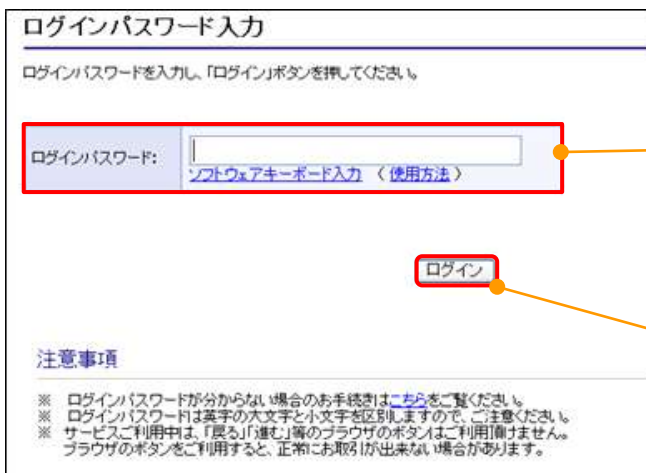 ログインパスワード入力
ログインパスワードを入力し、「ログイン」ボタンを押してください。
ログインパスワード:
ソフトウェアキーボード入力 （使用方法）
ログイン
注意事項
※ ログインパスワードが分からない場合のお手続きはこちらをご覧ください。
※ ログインパスワードは英字の大文字と小文字を区別しますので、ご注意ください。
※ サービスご利用中は、「戻る」「進む」等のブラウザのボタンはご利用頂けません。
ブラウザのボタンをご利用すると、正常にお取引が出来ない場合があります。